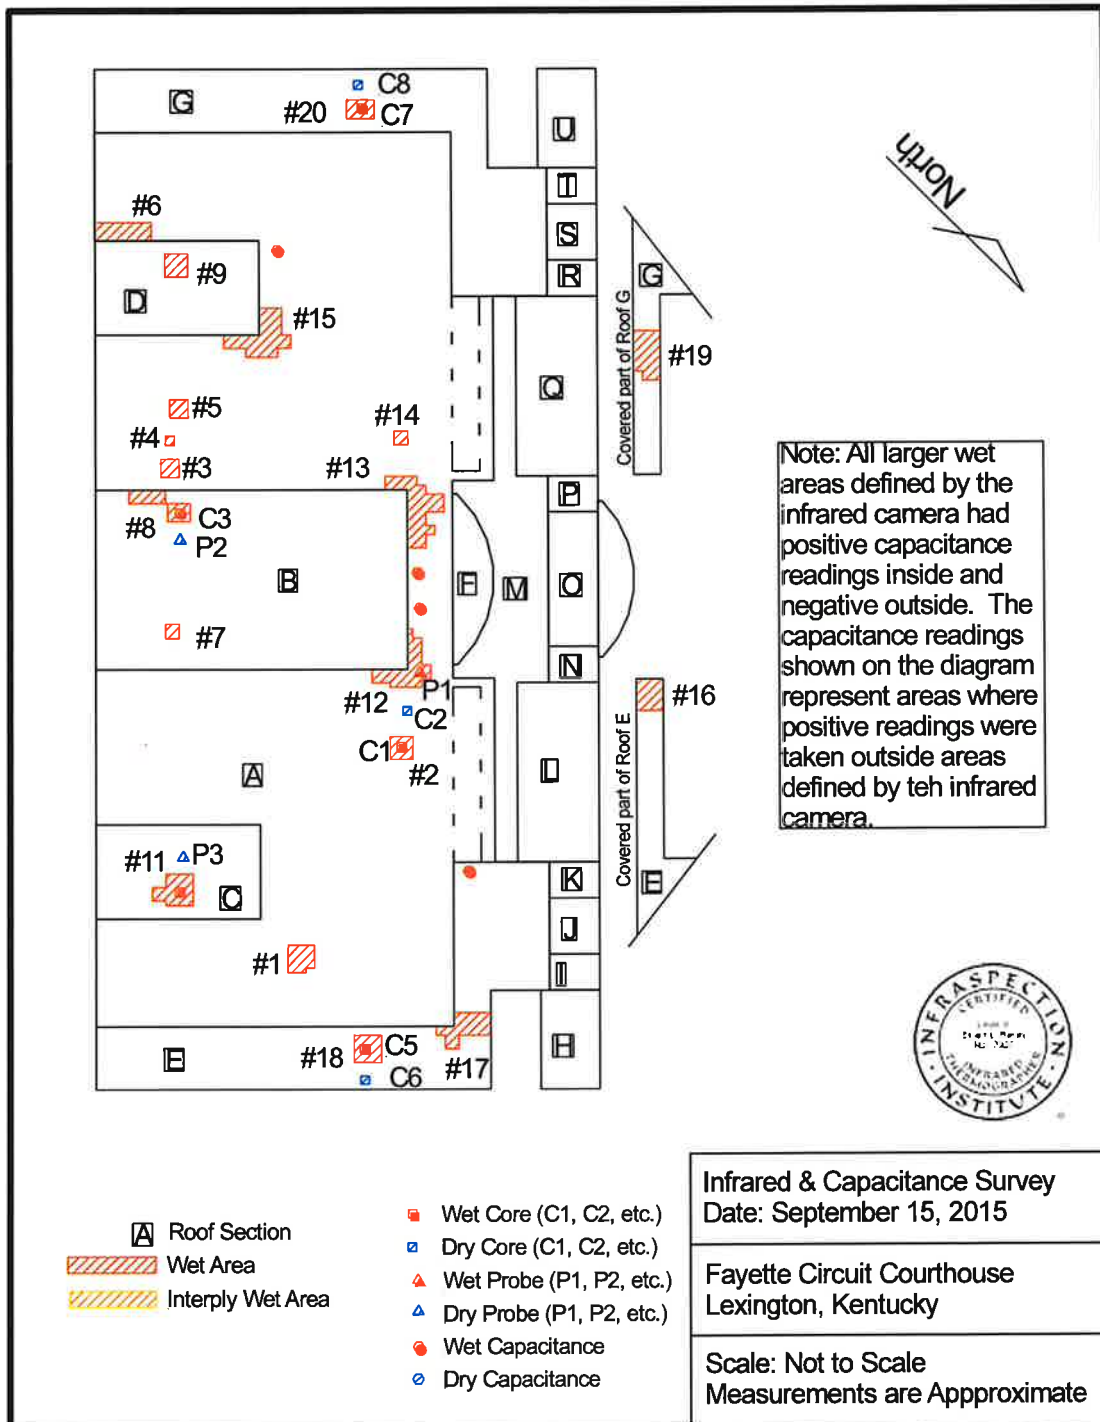 G
C8
#20
C7
U
North
T
#6
S
#9
R
G
D
#15
Covered part of Roof G
#19
Q
#5
#14
#4
#3
#13
Note: All larger wet
areas defined by the
infrared camera had
positive capacitance
readings inside and
negative outside. The
capacitance readings
shown on the diagram
represent areas where
positive readings were
taken outside areas
defined by teh infrared
camera.
P
#8
C3
P2
B
F
M
O
#7
N
P1
#12
C2
#16
C1
#2
A
L
Covered part of Roof E
#11
P3
K
E
C
J
#1
I
INFRASPECTION
INSTITUTE
CERTIFIED
INFRARED
THERMOGRAPHER
E
#18
C5
C6
#17
H
A Roof Section
Wet Area
Interply Wet Area
Wet Core (C1, C2, etc.)
Dry Core (C1, C2, etc.)
Wet Probe (P1, P2, etc.)
Dry Probe (P1, P2, etc.)
Wet Capacitance
Dry Capacitance
Infrared & Capacitance Survey
Date: September 15, 2015
Fayette Circuit Courthouse
Lexington, Kentucky
Scale: Not to Scale
Measurements are Appproximate